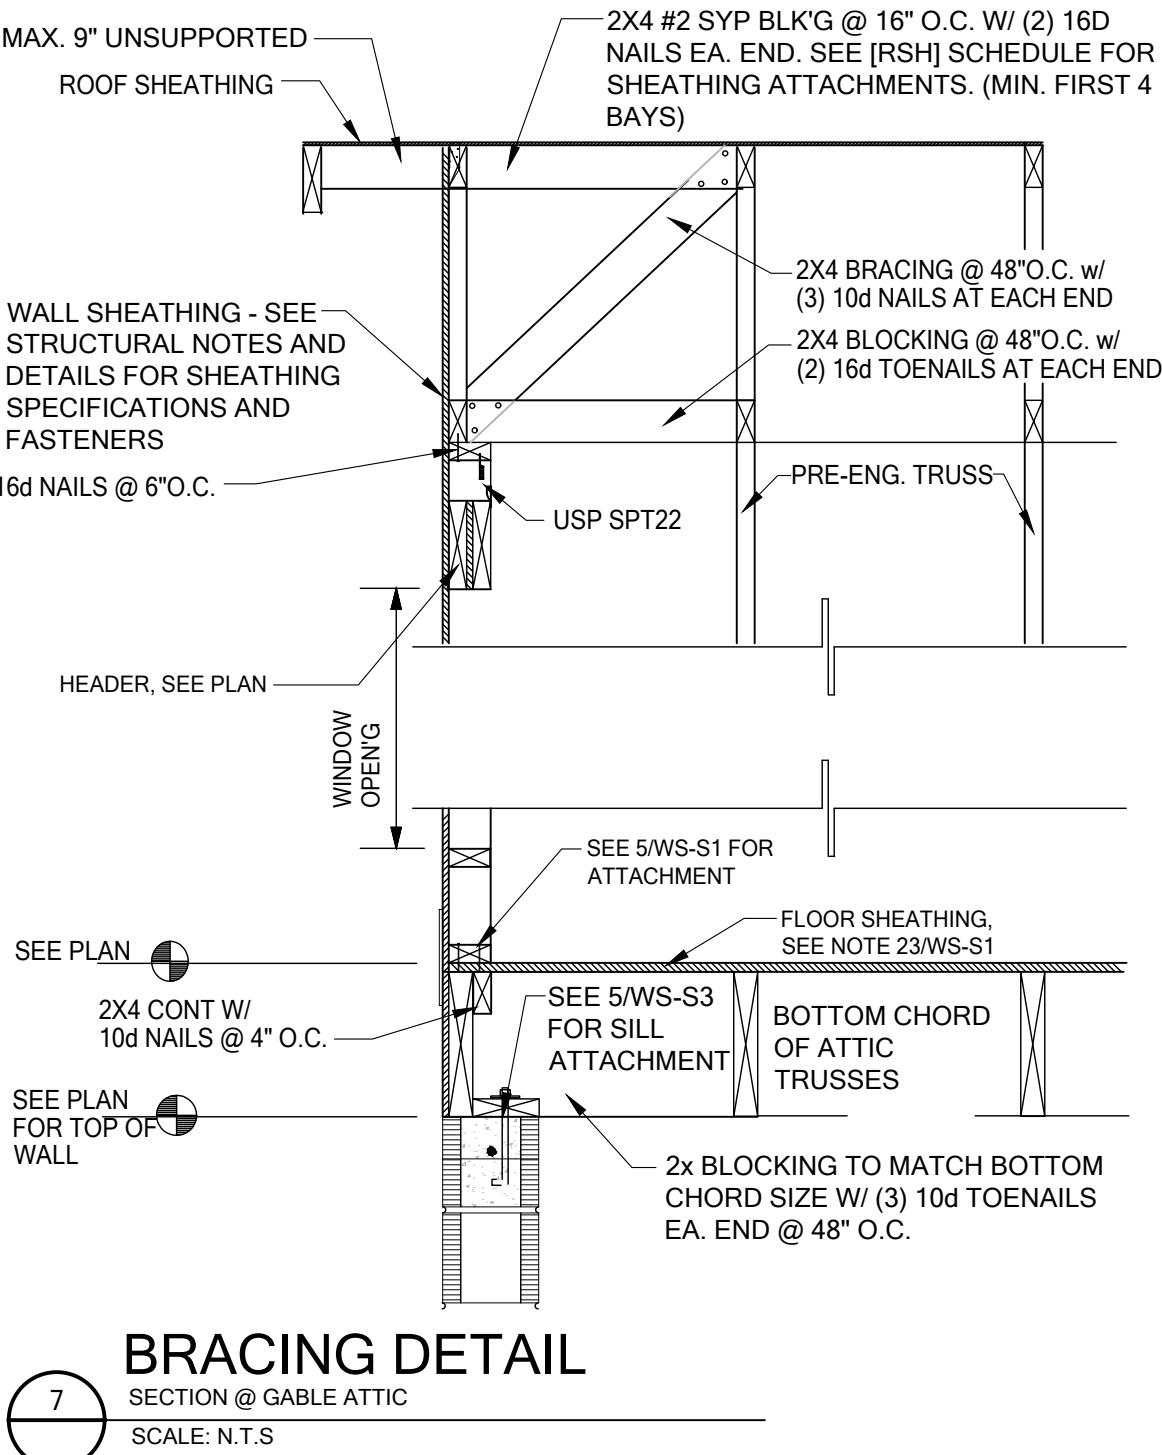 MAX. 9" UNSUPPORTED
ROOF SHEATHING
2X4 #2 SYP BLK'G @ 16" O.C. W/ (2) 16D
NAILS EA. END. SEE [RSH] SCHEDULE FOR
SHEATHING ATTACHMENTS. (MIN. FIRST 4
BAYS)
2X4 BRACING @ 48"O.C. w/
(3) 10d NAILS AT EACH END
2X4 BLOCKING @ 48"O.C. w/
(2) 16d TOENAILS AT EACH END
WALL SHEATHING - SEE
STRUCTURAL NOTES AND
DETAILS FOR SHEATHING
SPECIFICATIONS AND
FASTENERS
16d NAILS @ 6"O.C.
PRE-ENG. TRUSS
USP SPT22
HEADER, SEE PLAN
WINDOW
OPEN'G
SEE 5/WS-S1 FOR
ATTACHMENT
FLOOR SHEATHING,
SEE NOTE 23/WS-S1
SEE PLAN
2X4 CONT W/
10d NAILS @ 4" O.C.
SEE 5/WS-S3
FOR SILL
ATTACHMENT
BOTTOM CHORD
OF ATTIC
TRUSSES
SEE PLAN
FOR TOP OF
WALL
2x BLOCKING TO MATCH BOTTOM
CHORD SIZE W/ (3) 10d TOENAILS
EA. END @ 48" O.C.
BRACING DETAIL
7
SECTION @ GABLE ATTIC
SCALE: N.T.S